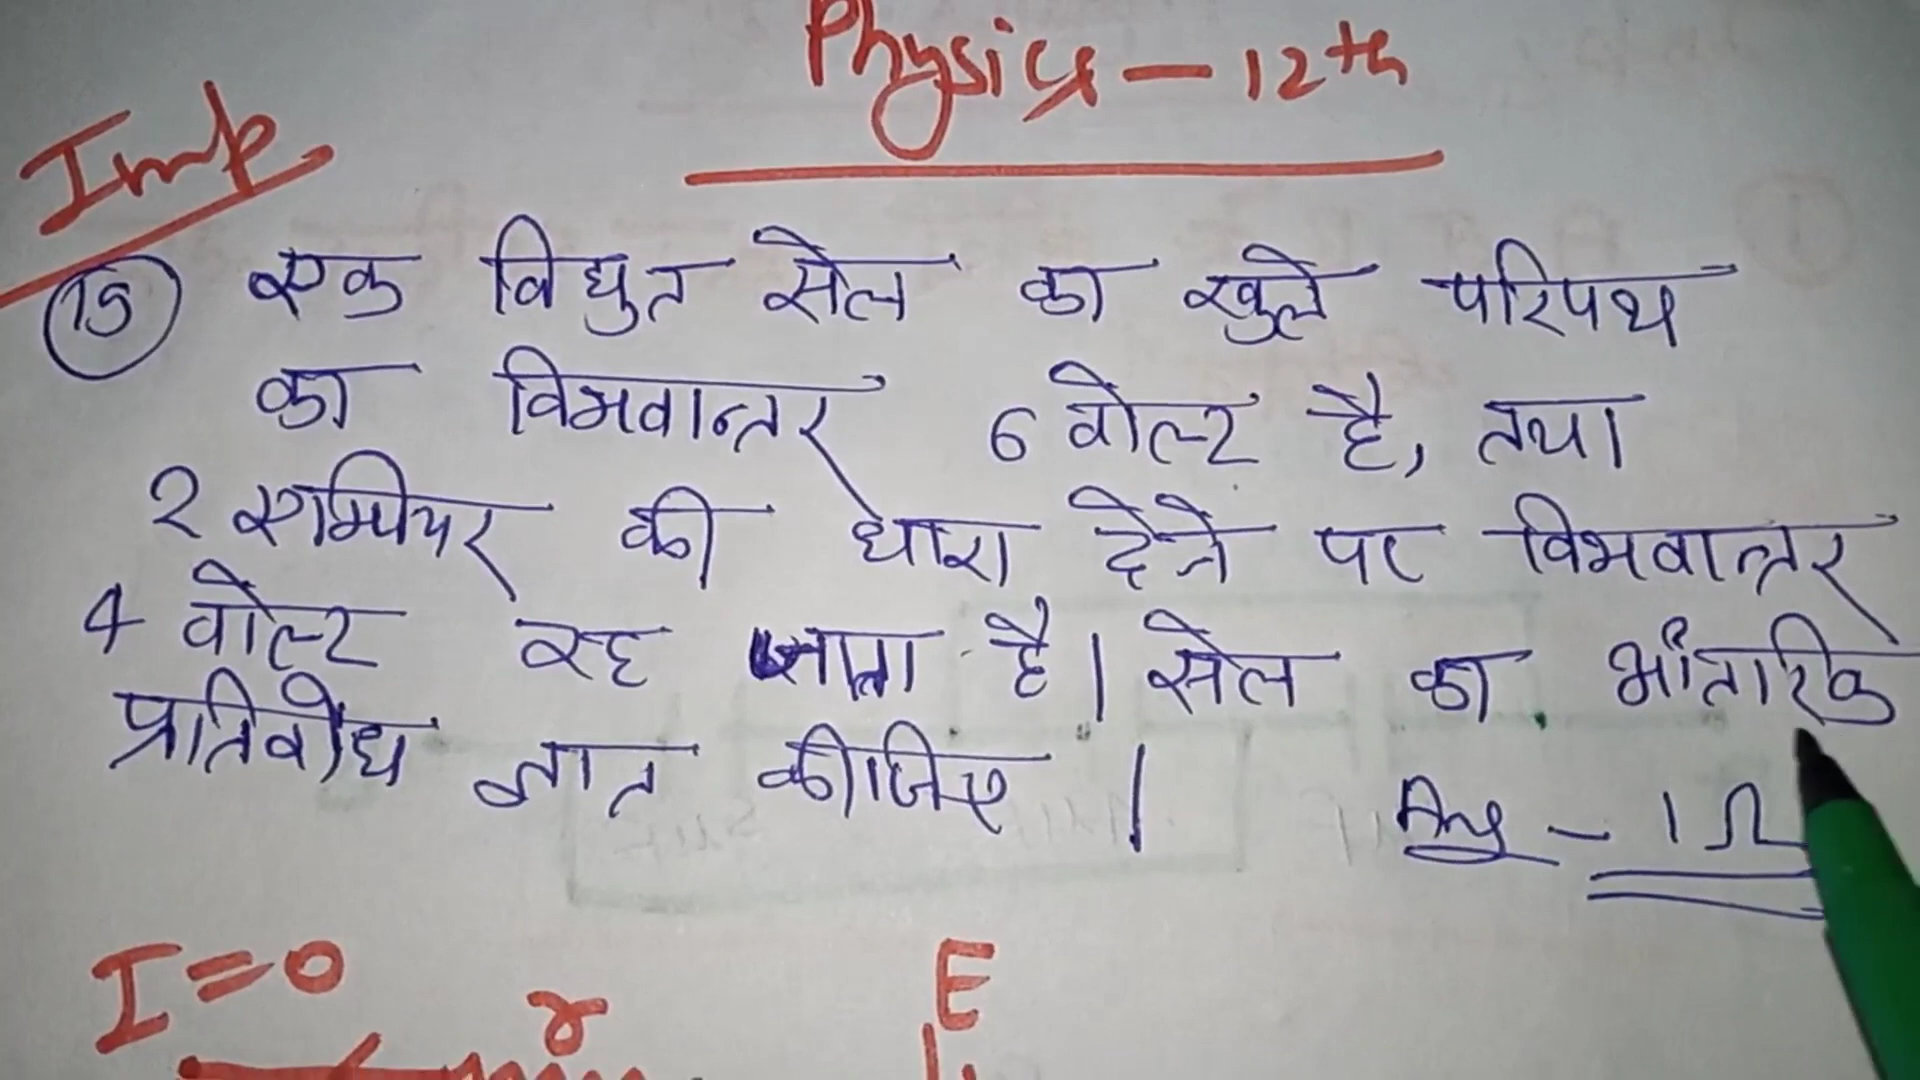 Physics - 12th
Imp
15 एक विद्युत सेल का खुले परिपथ
का विभवान्तर 6 वोल्ट है, तथा
2 एम्पियर की धारा देने पर विभवान्तर
4 वोल्ट रह जाता है। सेल का आंतरिक
प्रतिरोध ज्ञात कीजिए।
Ans - 1Ω
I=0
r E